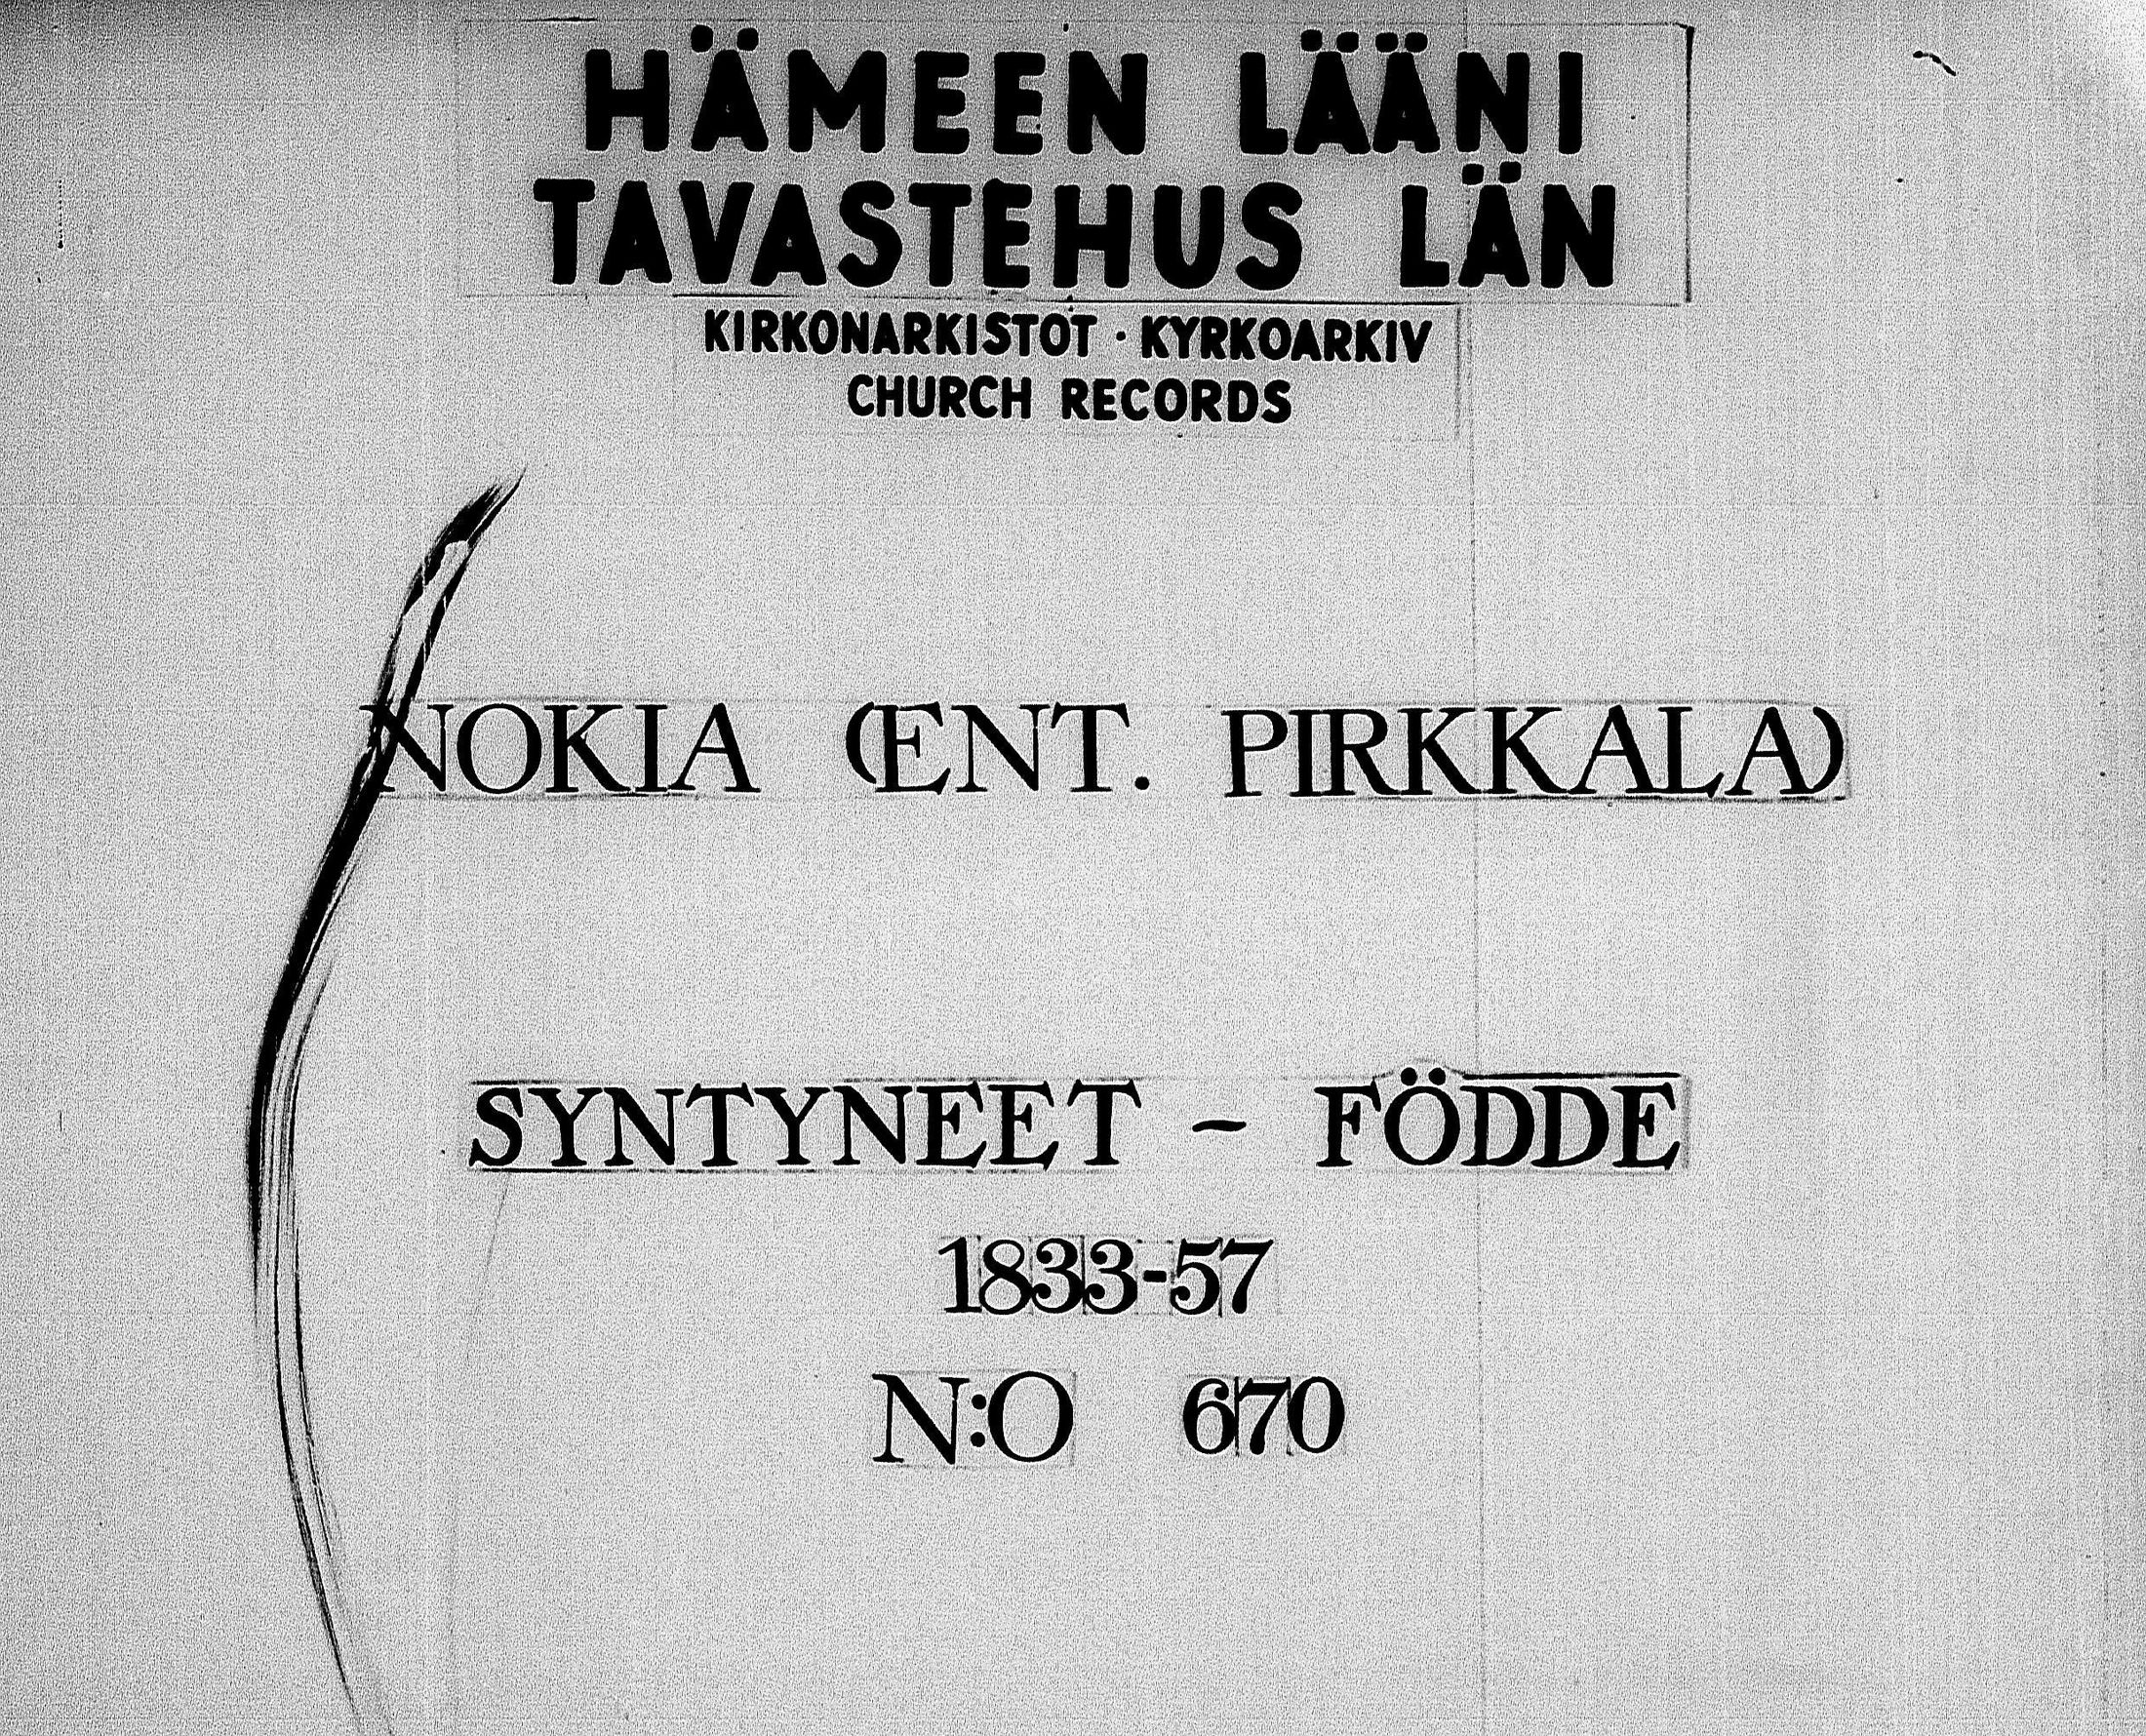 HÄMEEN LÄÄNI
TAVASTEHUS LÄN
KIRKONARKISTOT · KYRKOARKIV
CHURCH RECORDS
NOKIA (ENT. PIRKKALA)
SYNTYNEET - FÖDDE
1833-57
N:O 670